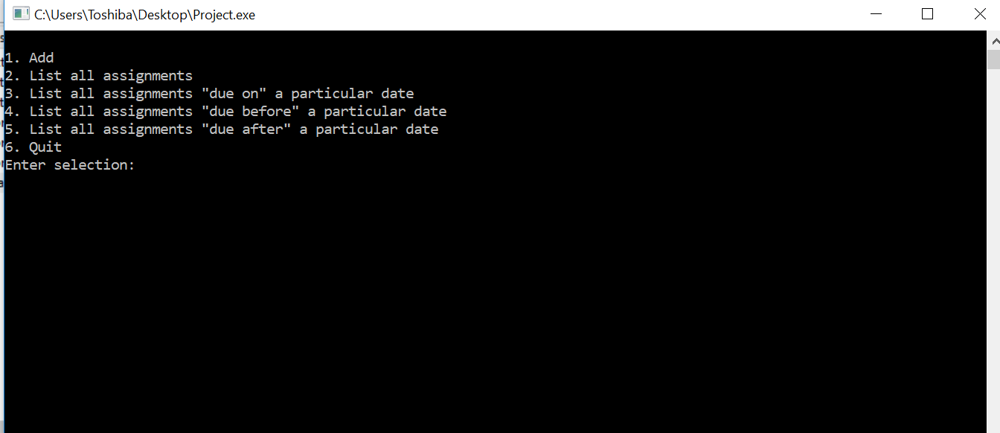 C:\Users\Toshiba\Desktop\Project.exe
1. Add
2. List all assignments
3. List all assignments "due on" a particular date
4. List all assignments "due before" a particular date
5. List all assignments "due after" a particular date
6. Quit
Enter selection: